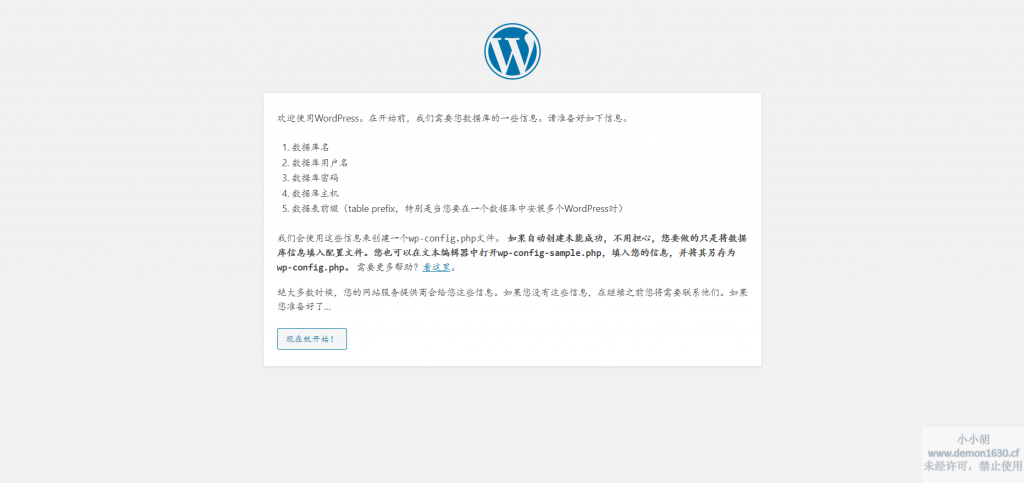 欢迎使用WordPress。在开始前，我们需要您数据库的一些信息。请准备好如下信息。
1. 数据库名
2. 数据库用户名
3. 数据库密码
4. 数据库主机
5. 数据表前缀（table prefix，特别是当您要在一个数据库中安装多个WordPress时）
我们会使用这些信息来创建一个wp-config.php文件。 如果自动创建未能成功，不用担心，您要做的只是将数据
库信息填入配置文件。您也可以在文本编辑器中打开wp-config-sample.php，填入您的信息，并将其另存为
wp-config.php。 需要更多帮助？看这里。
绝大多数时候，您的网站服务提供商会给您这些信息。如果您没有这些信息，在继续之前您将需要联系他们。如果
您准备好了…
现在就开始！
小小胡
www.demon1630.cf
未经许可，禁止使用